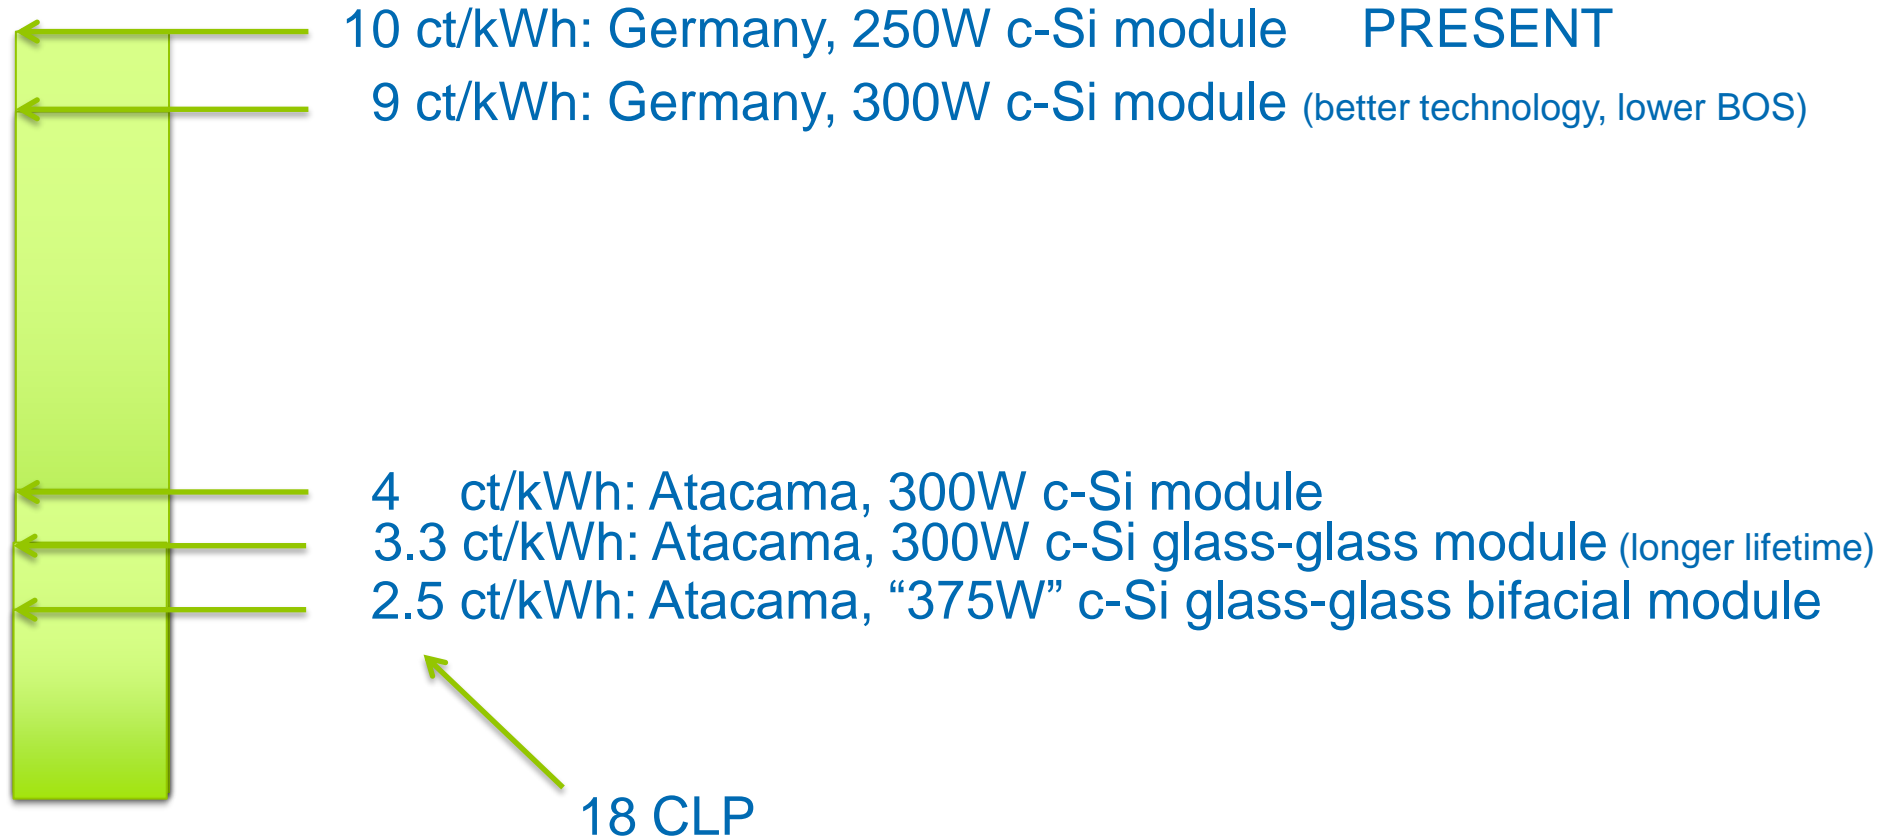 10 ct/kWh: Germany, 250W c-Si module PRESENT
9 ct/kWh: Germany, 300W c-Si module (better technology, lower BOS)
4 ct/kWh: Atacama, 300W c-Si module
3.3 ct/kWh: Atacama, 300W c-Si glass-glass module (longer lifetime)
2.5 ct/kWh: Atacama, “375W” c-Si glass-glass bifacial module
18 CLP